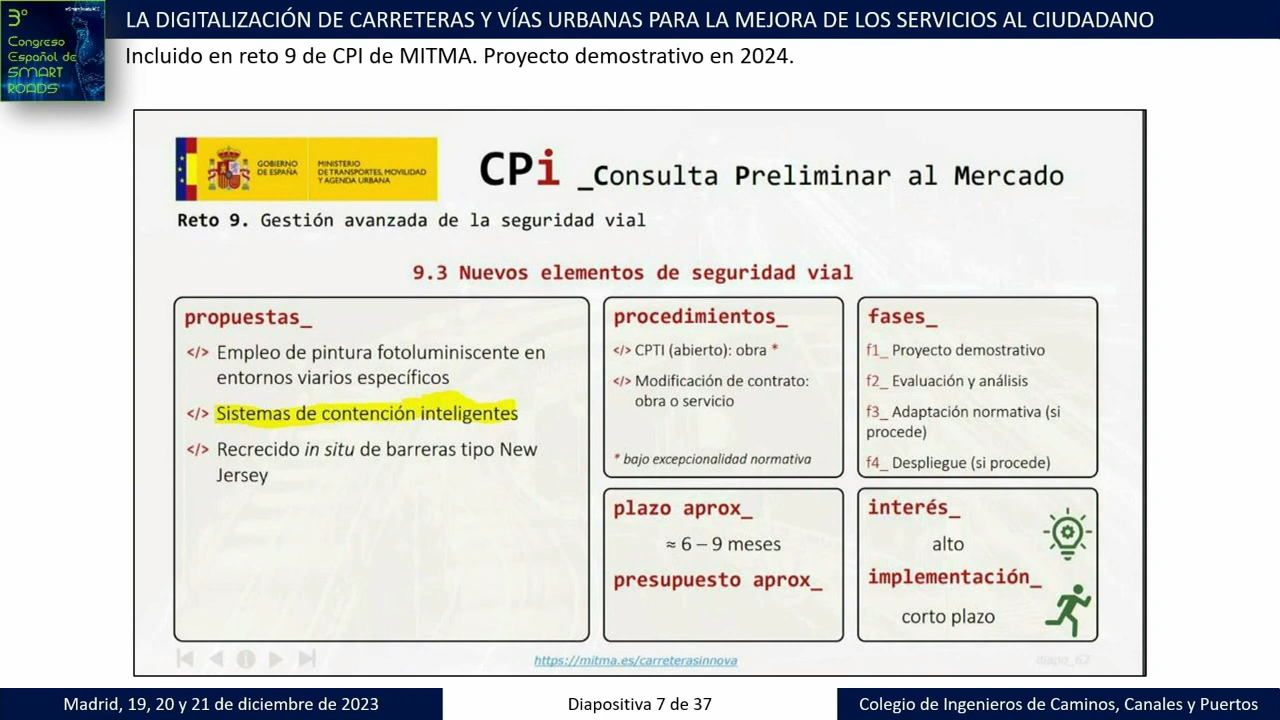 3º
Congreso
Español de
SMART
ROADS
LA DIGITALIZACIÓN DE CARRETERAS Y VÍAS URBANAS PARA LA MEJORA DE LOS SERVICIOS AL CIUDADANO
Incluido en reto 9 de CPI de MITMA. Proyecto demostrativo en 2024.
GOBIERNO
DE ESPAÑA
MINISTERIO
DE TRANSPORTES, MOVILIDAD
Y AGENDA URBANA
CPi _Consulta Preliminar al Mercado
Reto 9. Gestión avanzada de la seguridad vial
9.3 Nuevos elementos de seguridad vial
propuestas_
</> Empleo de pintura fotoluminiscente en
entornos viarios específicos
</> Sistemas de contención inteligentes
</> Recrecido in situ de barreras tipo New
Jersey
procedimientos_
</> CPTI (abierto): obra *
</> Modificación de contrato:
obra o servicio
* bajo excepcionalidad normativa
fases_
f1_ Proyecto demostrativo
f2_ Evaluación y análisis
f3_ Adaptación normativa (si
procede)
f4_ Despliegue (si procede)
plazo aprox_
≈ 6 – 9 meses
presupuesto aprox_
interés_
alto
implementación_
corto plazo
https://mitma.es/carreterasinnova
diapo_62
Madrid, 19, 20 y 21 de diciembre de 2023
Diapositiva 7 de 37
Colegio de Ingenieros de Caminos, Canales y Puertos